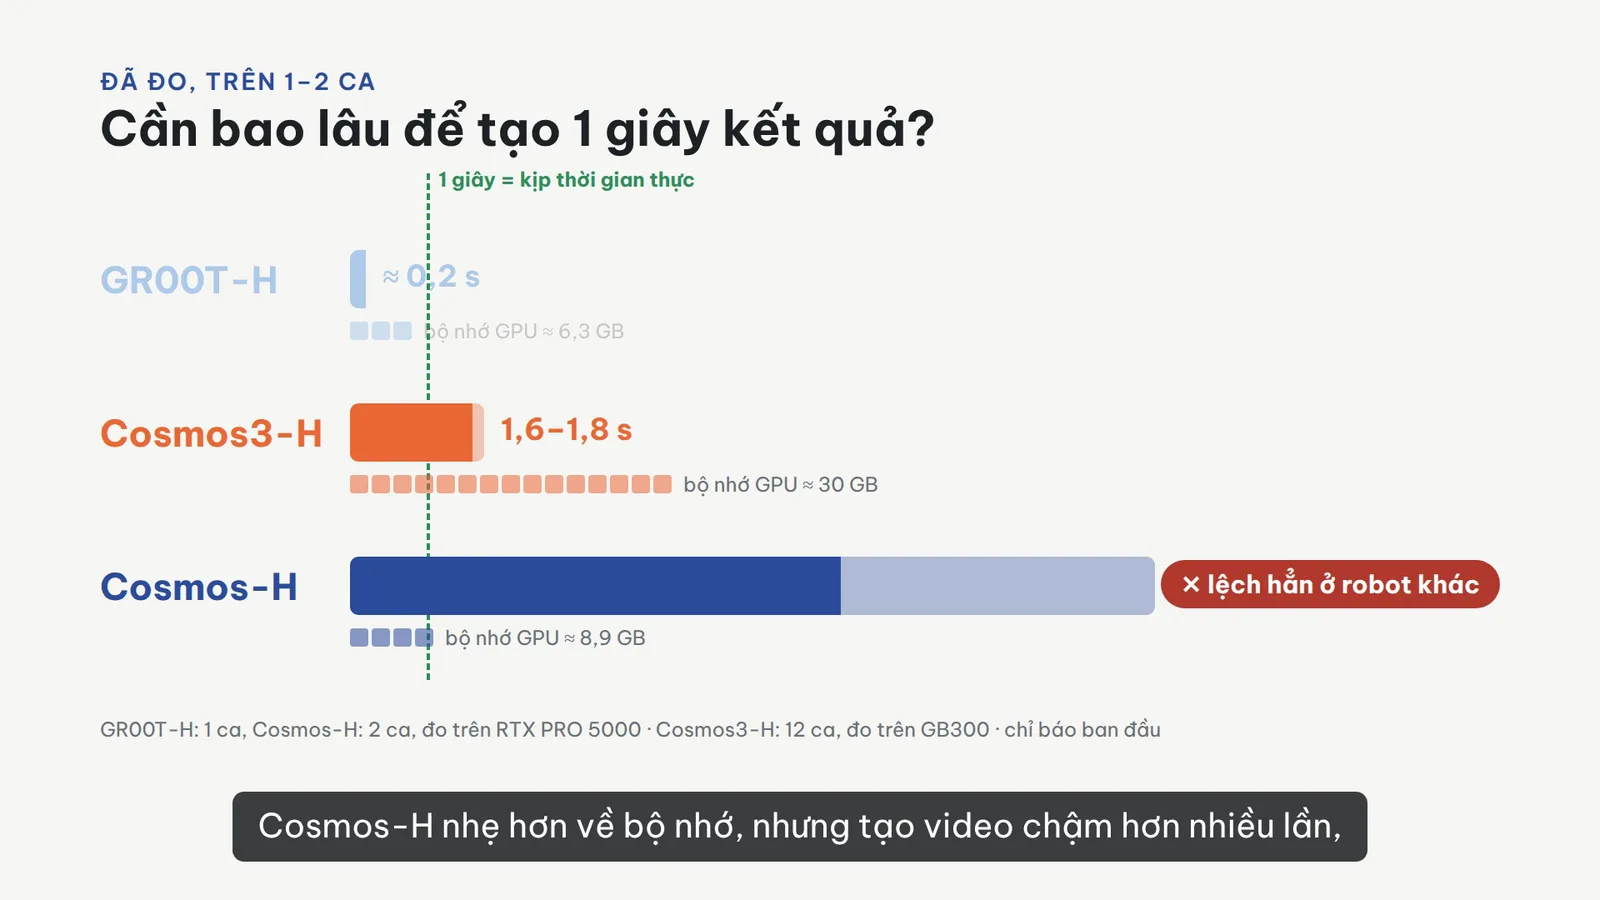 ĐÃ ĐO, TRÊN 1–2 CA
Cần bao lâu để tạo 1 giây kết quả?
1 giây = kịp thời gian thực
GR00T-H
≈ 0,2 s
bộ nhớ GPU ≈ 6,3 GB
Cosmos3-H
1,6–1,8 s
bộ nhớ GPU ≈ 30 GB
Cosmos-H
✕ lệch hẳn ở robot khác
bộ nhớ GPU ≈ 8,9 GB
GR00T-H: 1 ca, Cosmos-H: 2 ca, đo trên RTX PRO 5000 · Cosmos3-H: 12 ca, đo trên GB300 · chỉ báo ban đầu
Cosmos-H nhẹ hơn về bộ nhớ, nhưng tạo video chậm hơn nhiều lần,